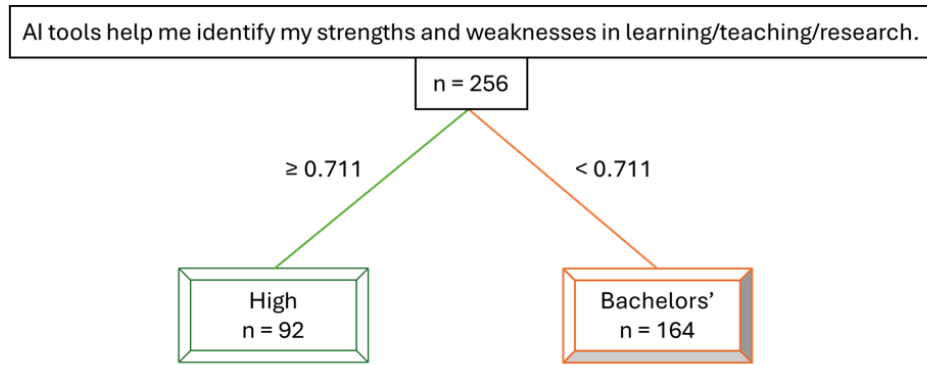 AI tools help me identify my strengths and weaknesses in learning/teaching/research.
n = 256
≥ 0.711
< 0.711
High
n = 92
Bachelors’
n = 164